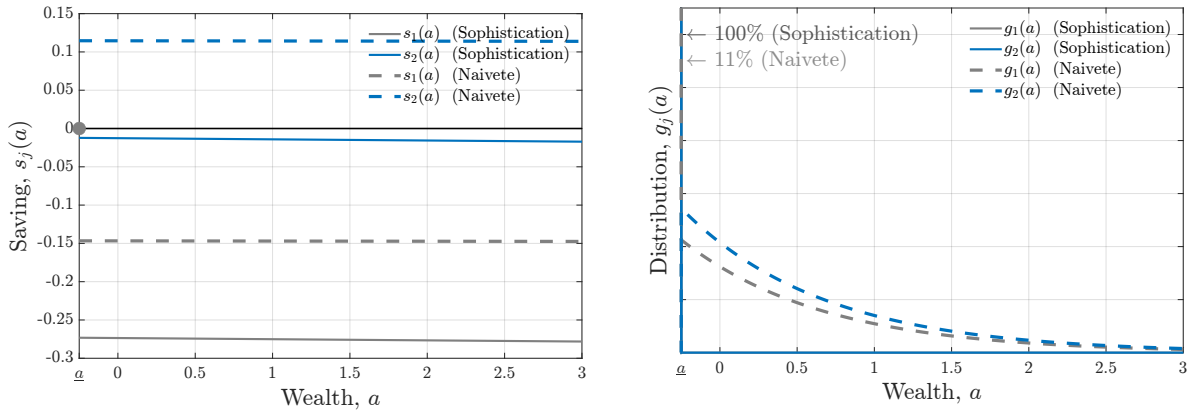 0.15
0.1
0.05
0
-0.05
-0.1
-0.15
-0.2
-0.25
-0.3
Saving, s_j(a)
s_1(a) (Sophistication)
s_2(a) (Sophistication)
s_1(a) (Naivete)
s_2(a) (Naivete)
a 0 0.5 1 1.5 2 2.5 3
Wealth, a
Distribution, g_j(a)
← 100% (Sophistication)
← 11% (Naivete)
g_1(a) (Sophistication)
g_2(a) (Sophistication)
g_1(a) (Naivete)
g_2(a) (Naivete)
a 0 0.5 1 1.5 2 2.5 3
Wealth, a